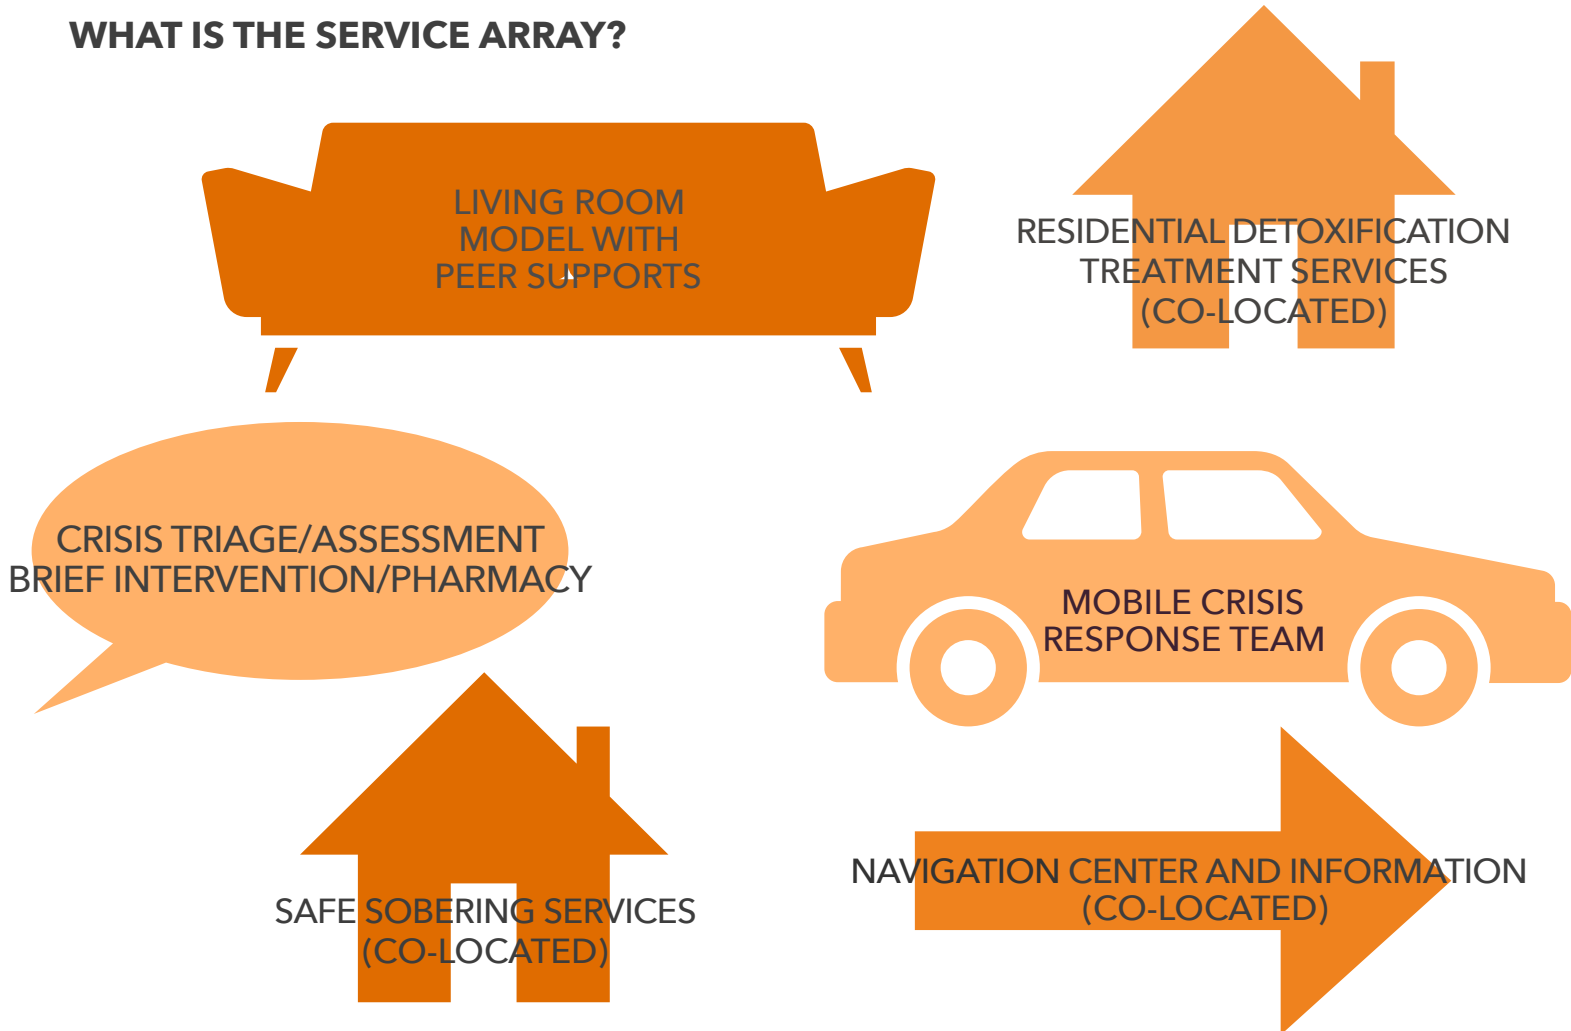 WHAT IS THE SERVICE ARRAY?
LIVING ROOM
MODEL WITH
PEER SUPPORTS
RESIDENTIAL DETOXIFICATION
TREATMENT SERVICES
(CO-LOCATED)
CRISIS TRIAGE/ASSESSMENT
BRIEF INTERVENTION/PHARMACY
MOBILE CRISIS
RESPONSE TEAM
SAFE SOBERING SERVICES
(CO-LOCATED)
NAVIGATION CENTER AND INFORMATION
(CO-LOCATED)